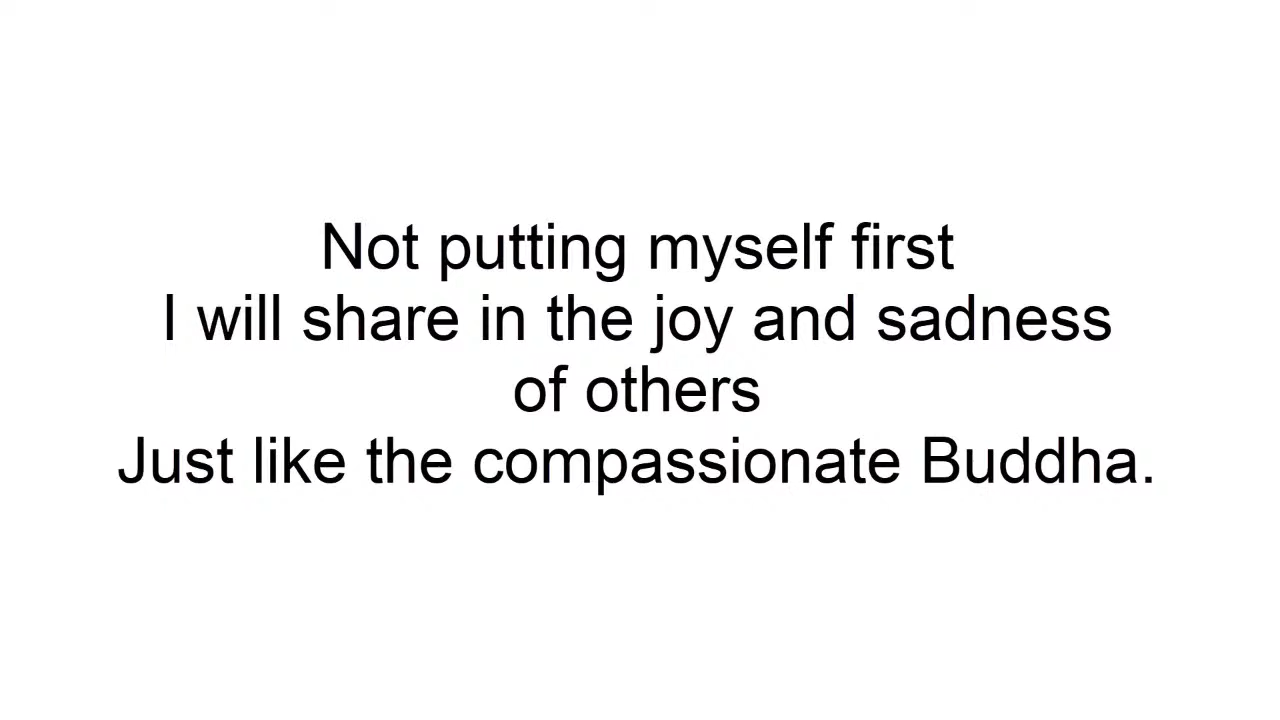 Not putting myself first
I will share in the joy and sadness
of others
Just like the compassionate Buddha.